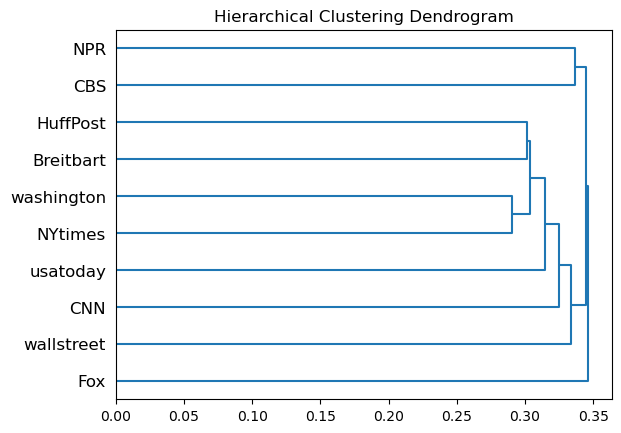 Hierarchical Clustering Dendrogram
NPR
CBS
HuffPost
Breitbart
washington
NYtimes
usatoday
CNN
wallstreet
Fox
0.00 0.05 0.10 0.15 0.20 0.25 0.30 0.35